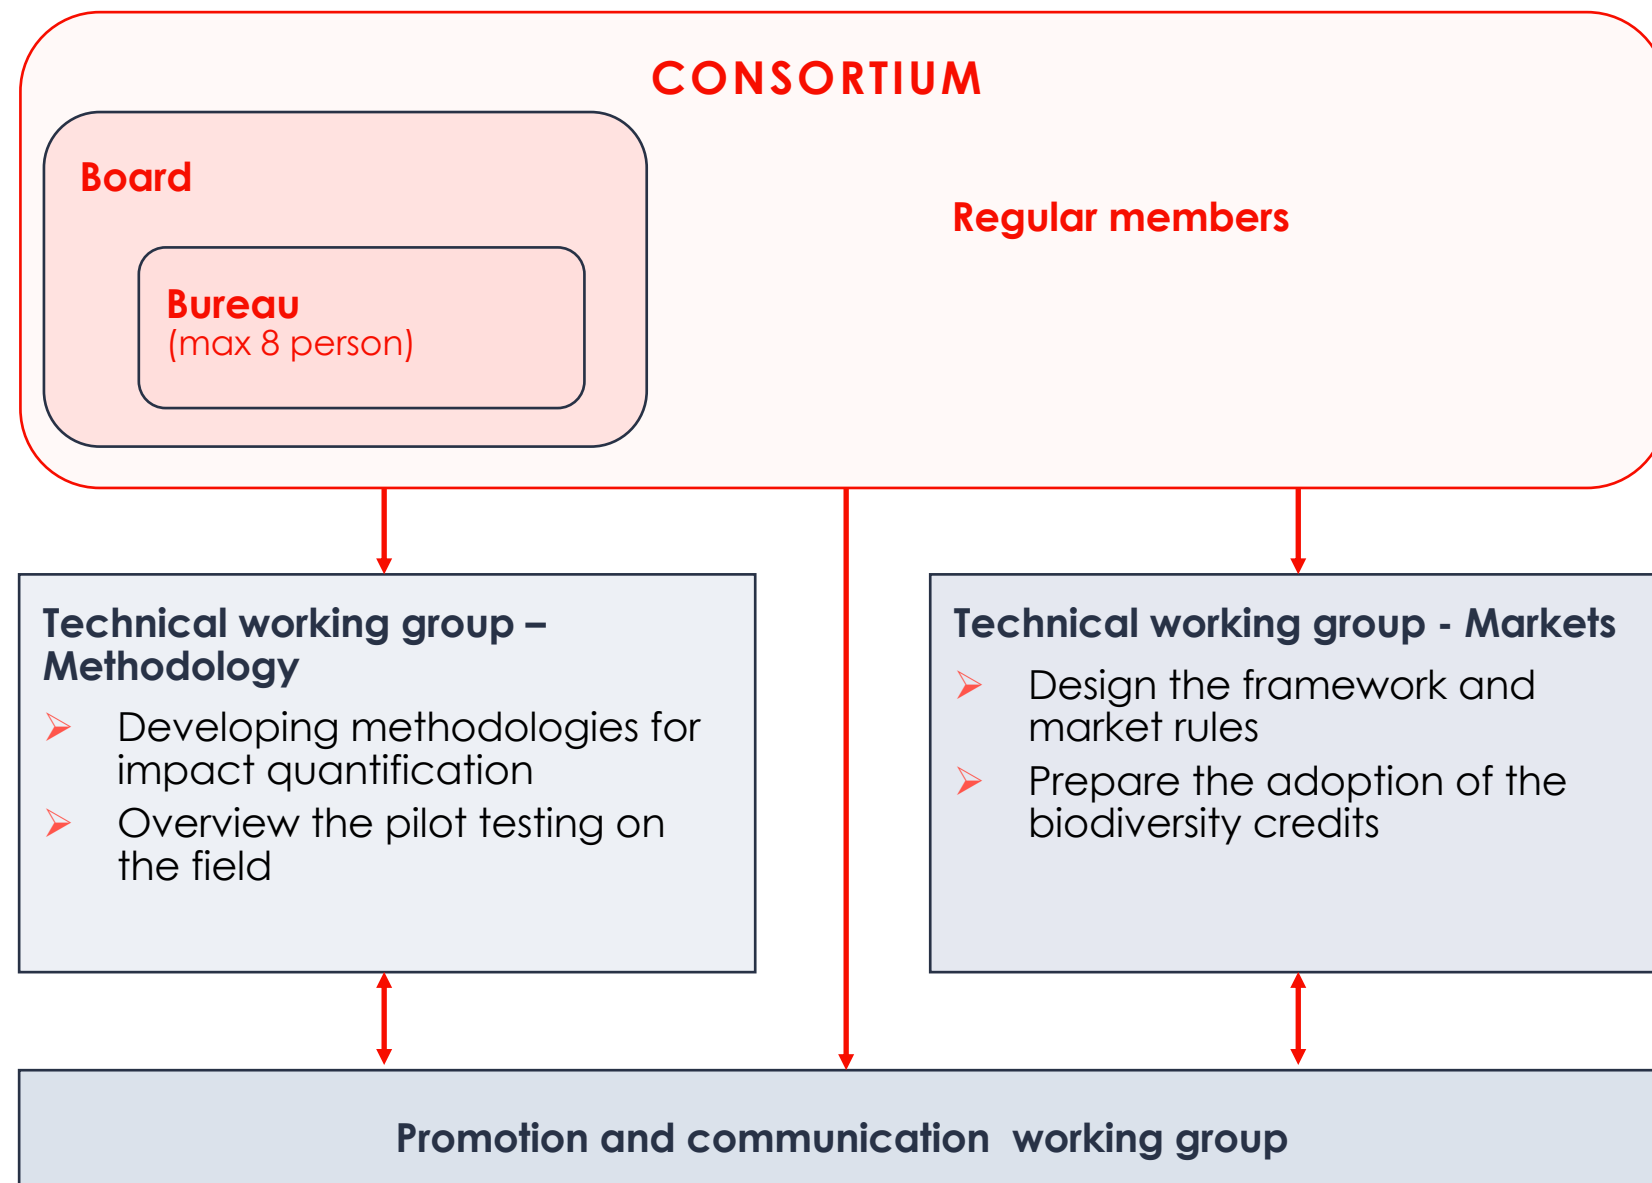 CONSORTIUM
Board
Bureau
(max 8 person)
Regular members
Technical working group –
Methodology
➢ Developing methodologies for
impact quantification
➢ Overview the pilot testing on
the field
Technical working group - Markets
➢ Design the framework and
market rules
➢ Prepare the adoption of the
biodiversity credits
Promotion and communication  working group